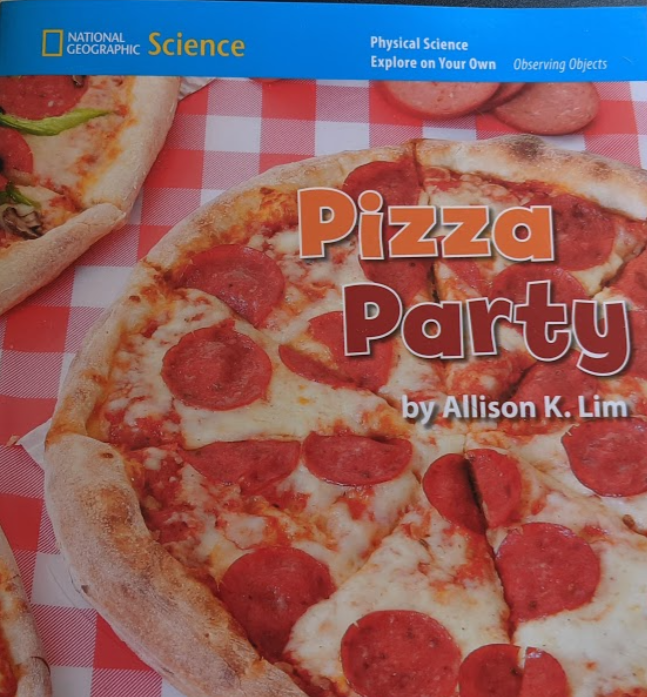 NATIONAL
GEOGRAPHIC Science
Physical Science
Explore on Your Own Observing Objects
Pizza
Party
by Allison K. Lim